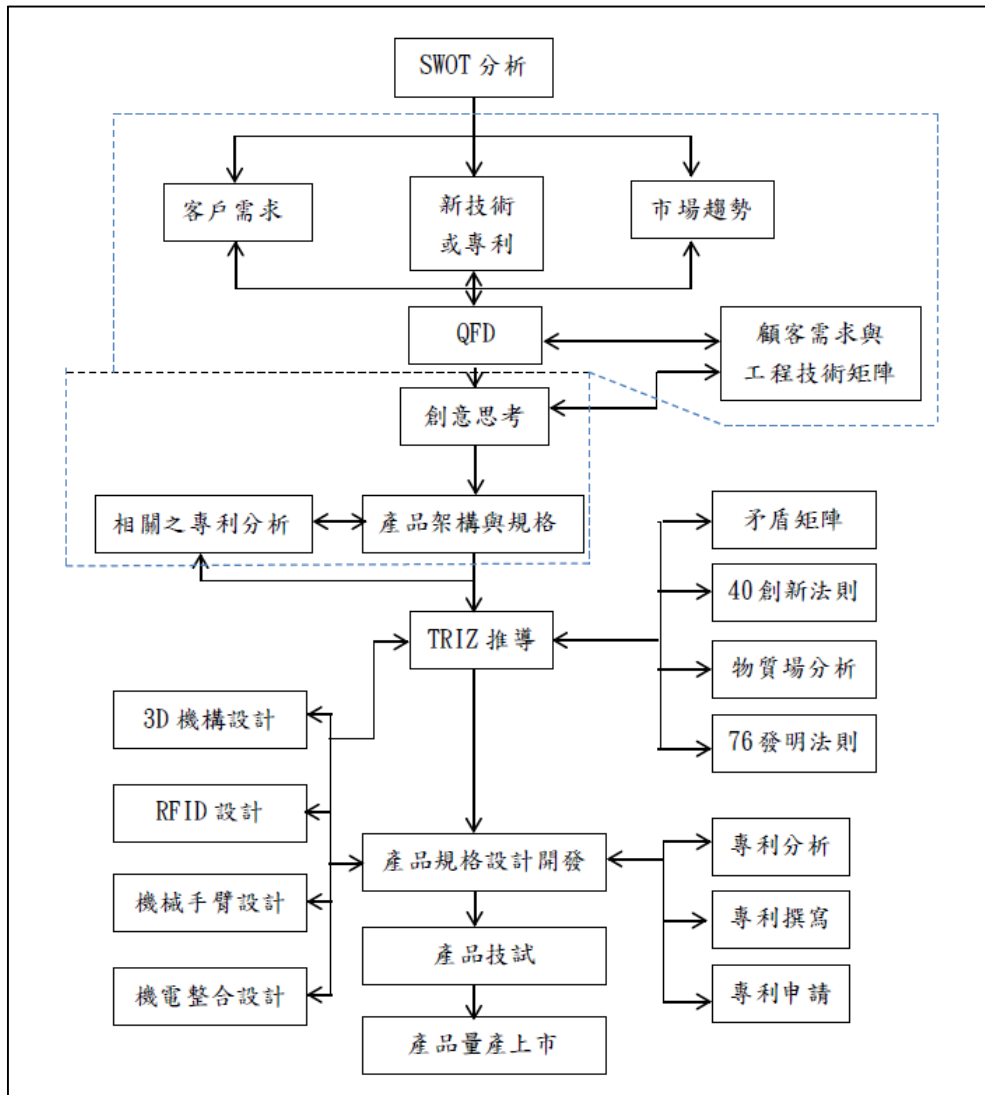 SWOT 分析
客戶需求
新技術
或專利
市場趨勢
QFD
顧客需求與
工程技術矩陣
創意思考
相關之專利分析
產品架構與規格
矛盾矩陣
40創新法則
TRIZ 推導
物質場分析
3D 機構設計
76發明法則
RFID 設計
產品規格設計開發
專利分析
機械手臂設計
專利撰寫
產品技試
機電整合設計
專利申請
產品量產上市